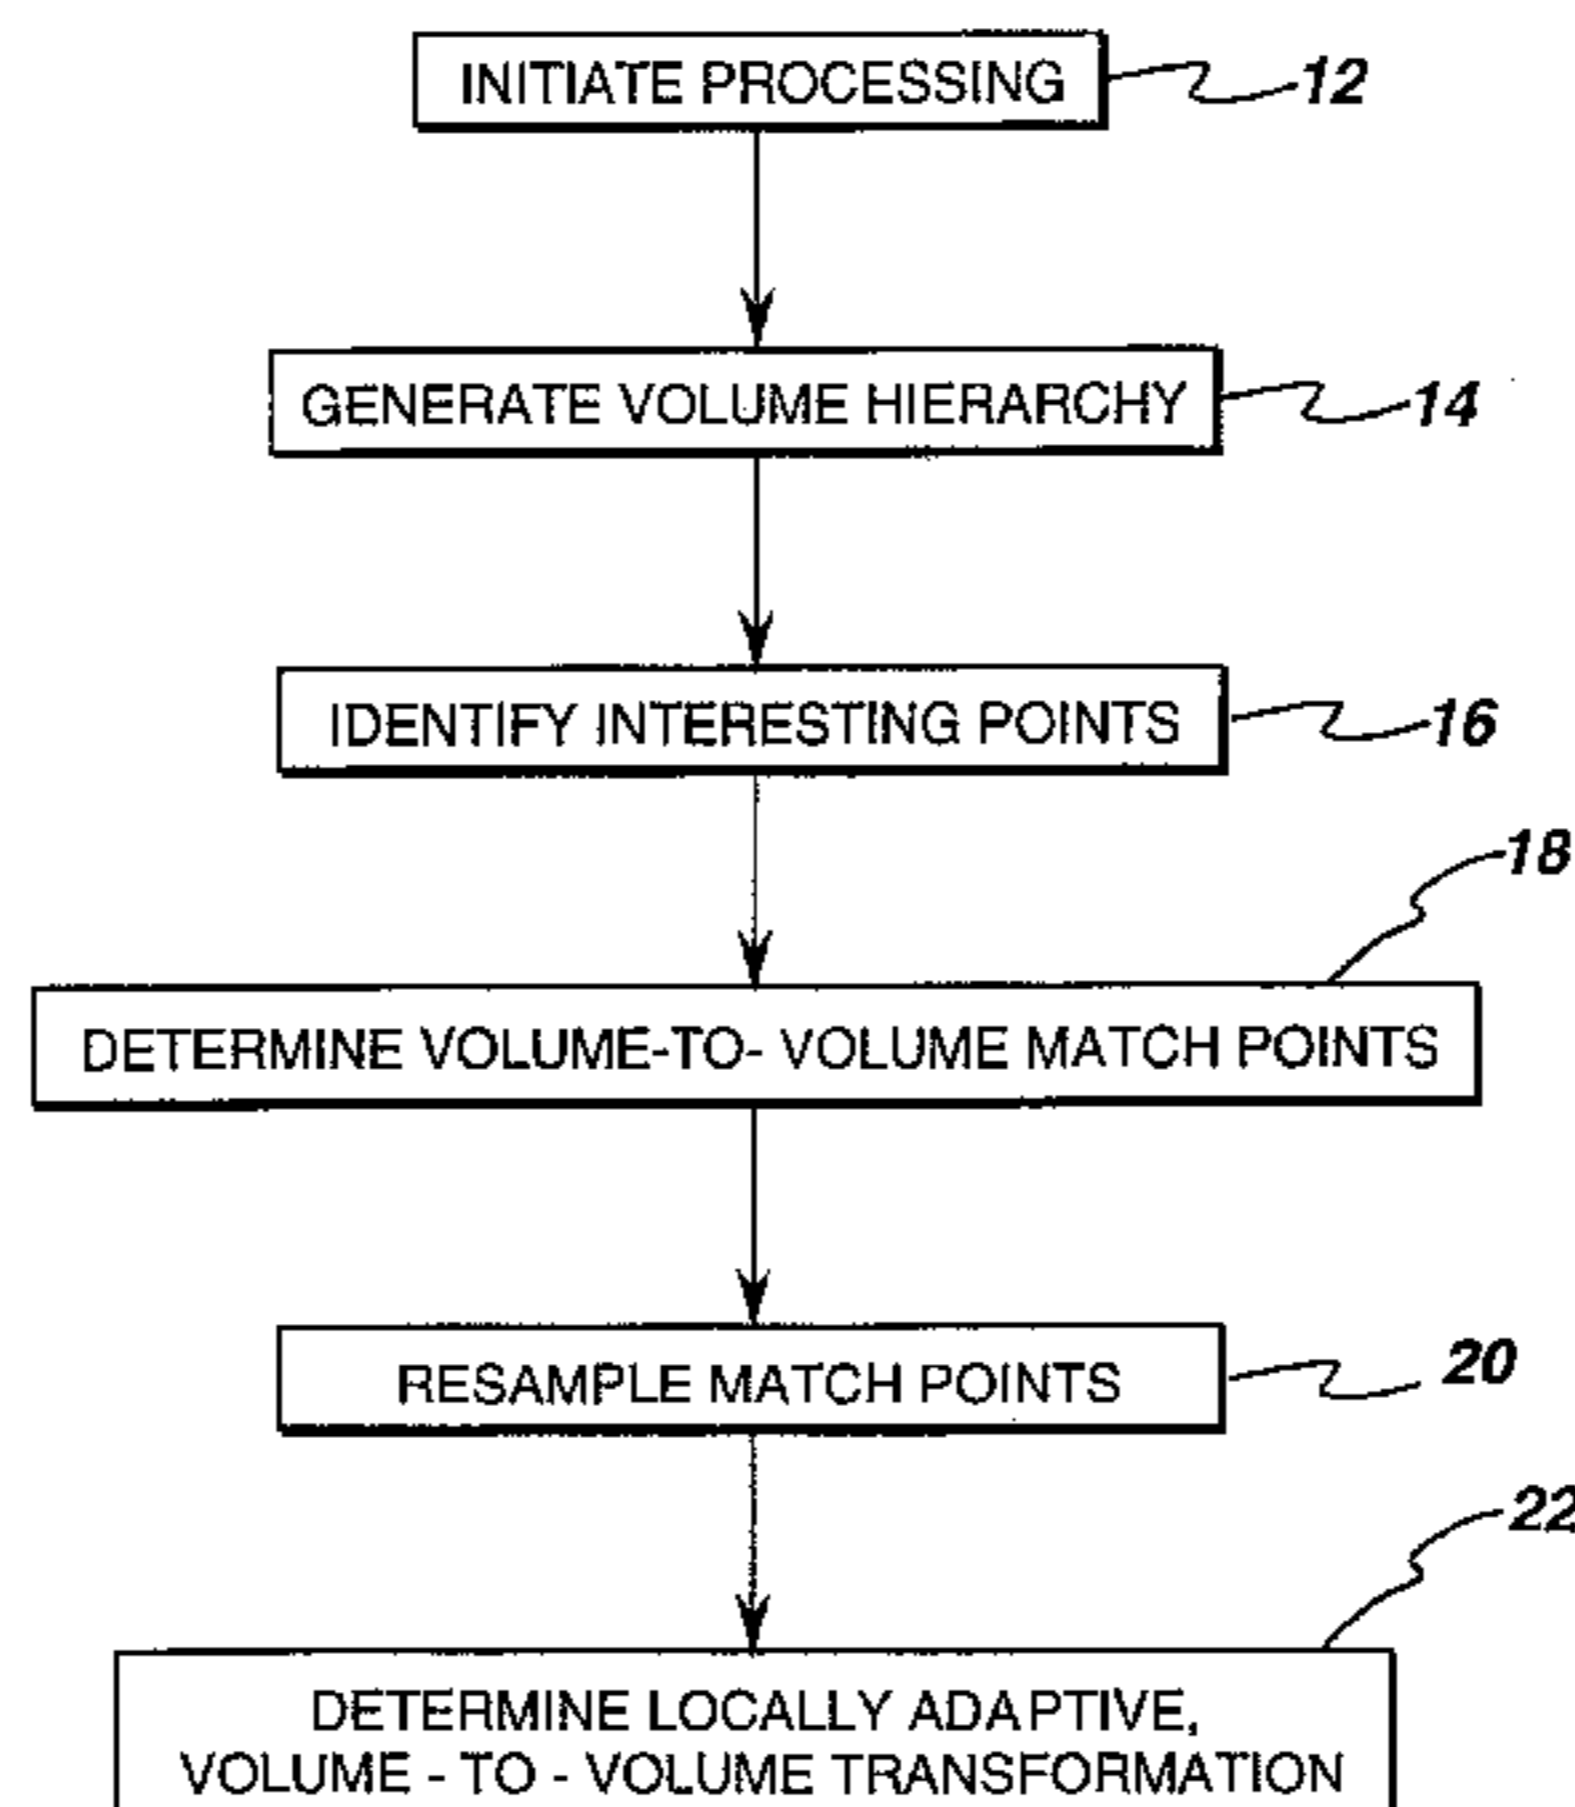 INITIATE PROCESSING 12
GENERATE VOLUME HIERARCHY 14
IDENTIFY INTERESTING POINTS 16
18
DETERMINE VOLUME-TO- VOLUME MATCH POINTS
RESAMPLE MATCH POINTS 20
22
DETERMINE LOCALLY ADAPTIVE,
VOLUME - TO - VOLUME TRANSFORMATION